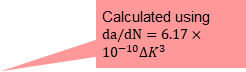 Calculated using
da/dN = 6.17 ×
10⁻¹⁰Δ𝐾³